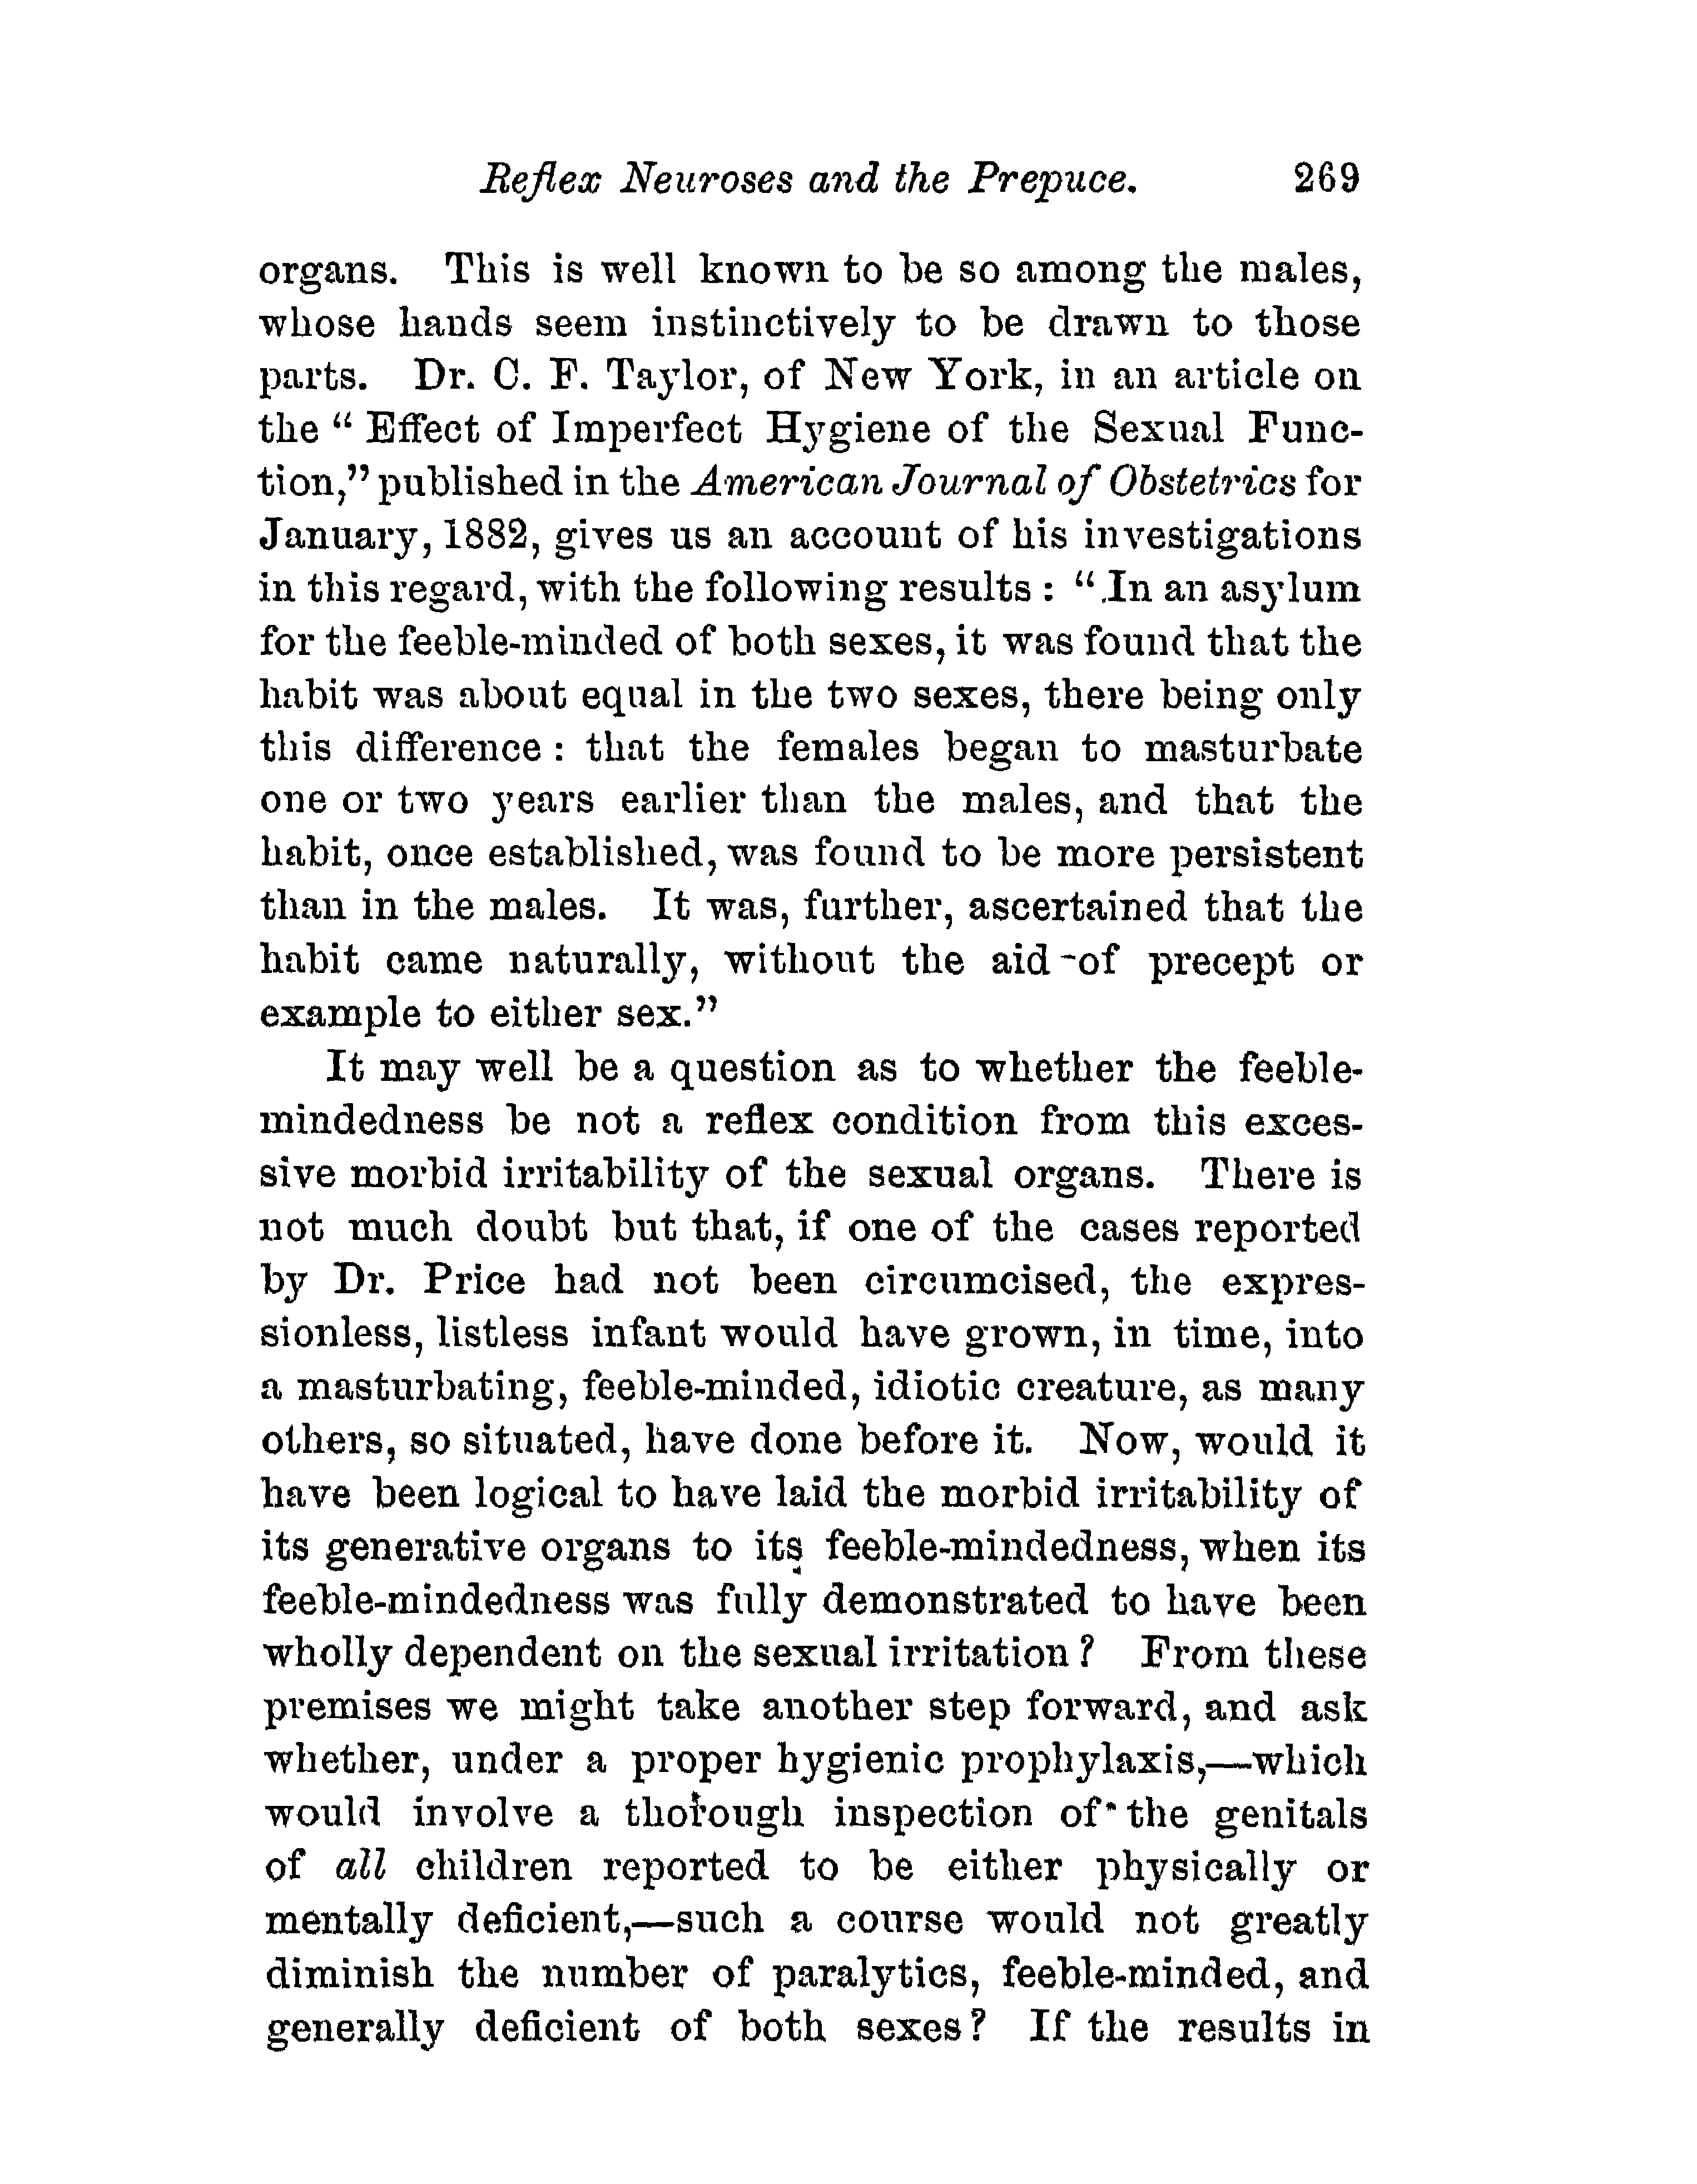 Reflex Neuroses and the Prepuce. 269
organs. This is well known to be so among the males,
whose hands seem instinctively to be drawn to those
parts. Dr. C. F. Taylor, of New York, in an article on
the “ Effect of Imperfect Hygiene of the Sexual Func-
tion,” published in the American Journal of Obstetrics for
January, 1882, gives us an account of his investigations
in this regard, with the following results : “ In an asylum
for the feeble-minded of both sexes, it was found that the
habit was about equal in the two sexes, there being only
this difference : that the females began to masturbate
one or two years earlier than the males, and that the
habit, once established, was found to be more persistent
than in the males. It was, further, ascertained that the
habit came naturally, without the aid of precept or
example to either sex.”
It may well be a question as to whether the feeble-
mindedness be not a reflex condition from this exces-
sive morbid irritability of the sexual organs. There is
not much doubt but that, if one of the cases reported
by Dr. Price had not been circumcised, the expres-
sionless, listless infant would have grown, in time, into
a masturbating, feeble-minded, idiotic creature, as many
others, so situated, have done before it. Now, would it
have been logical to have laid the morbid irritability of
its generative organs to its feeble-mindedness, when its
feeble-mindedness was fully demonstrated to have been
wholly dependent on the sexual irritation ? From these
premises we might take another step forward, and ask
whether, under a proper hygienic prophylaxis,—which
would involve a thorough inspection of the genitals
of all children reported to be either physically or
mentally deficient,—such a course would not greatly
diminish the number of paralytics, feeble-minded, and
generally deficient of both sexes ? If the results in